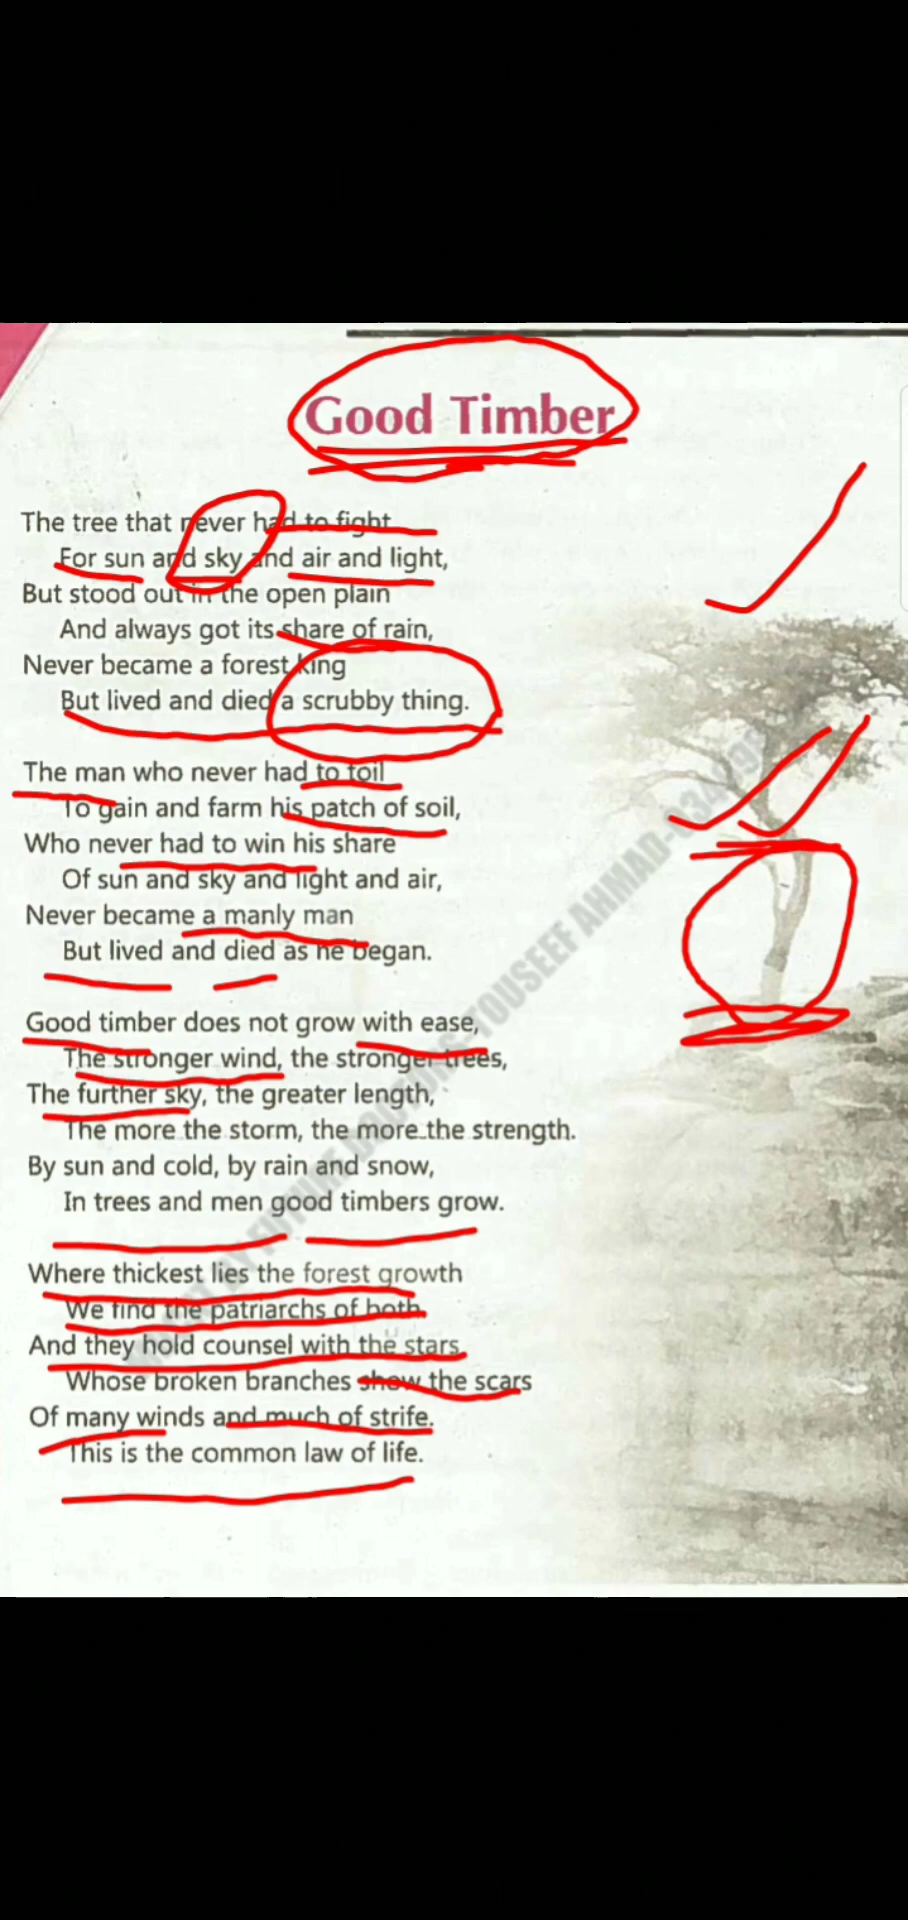 Good Timber
The tree that never had to fight
For sun and sky and air and light,
But stood out in the open plain
And always got its share of rain,
Never became a forest king
But lived and died a scrubby thing.
The man who never had to toil
To gain and farm his patch of soil,
Who never had to win his share
Of sun and sky and light and air,
Never became a manly man
But lived and died as he began.
Good timber does not grow with ease,
The stronger wind, the stronger trees,
The further sky, the greater length,
The more the storm, the more the strength.
By sun and cold, by rain and snow,
In trees and men good timbers grow.
Where thickest lies the forest growth
We find the patriarchs of both
And they hold counsel with the stars
Whose broken branches show the scars
Of many winds and much of strife.
This is the common law of life.